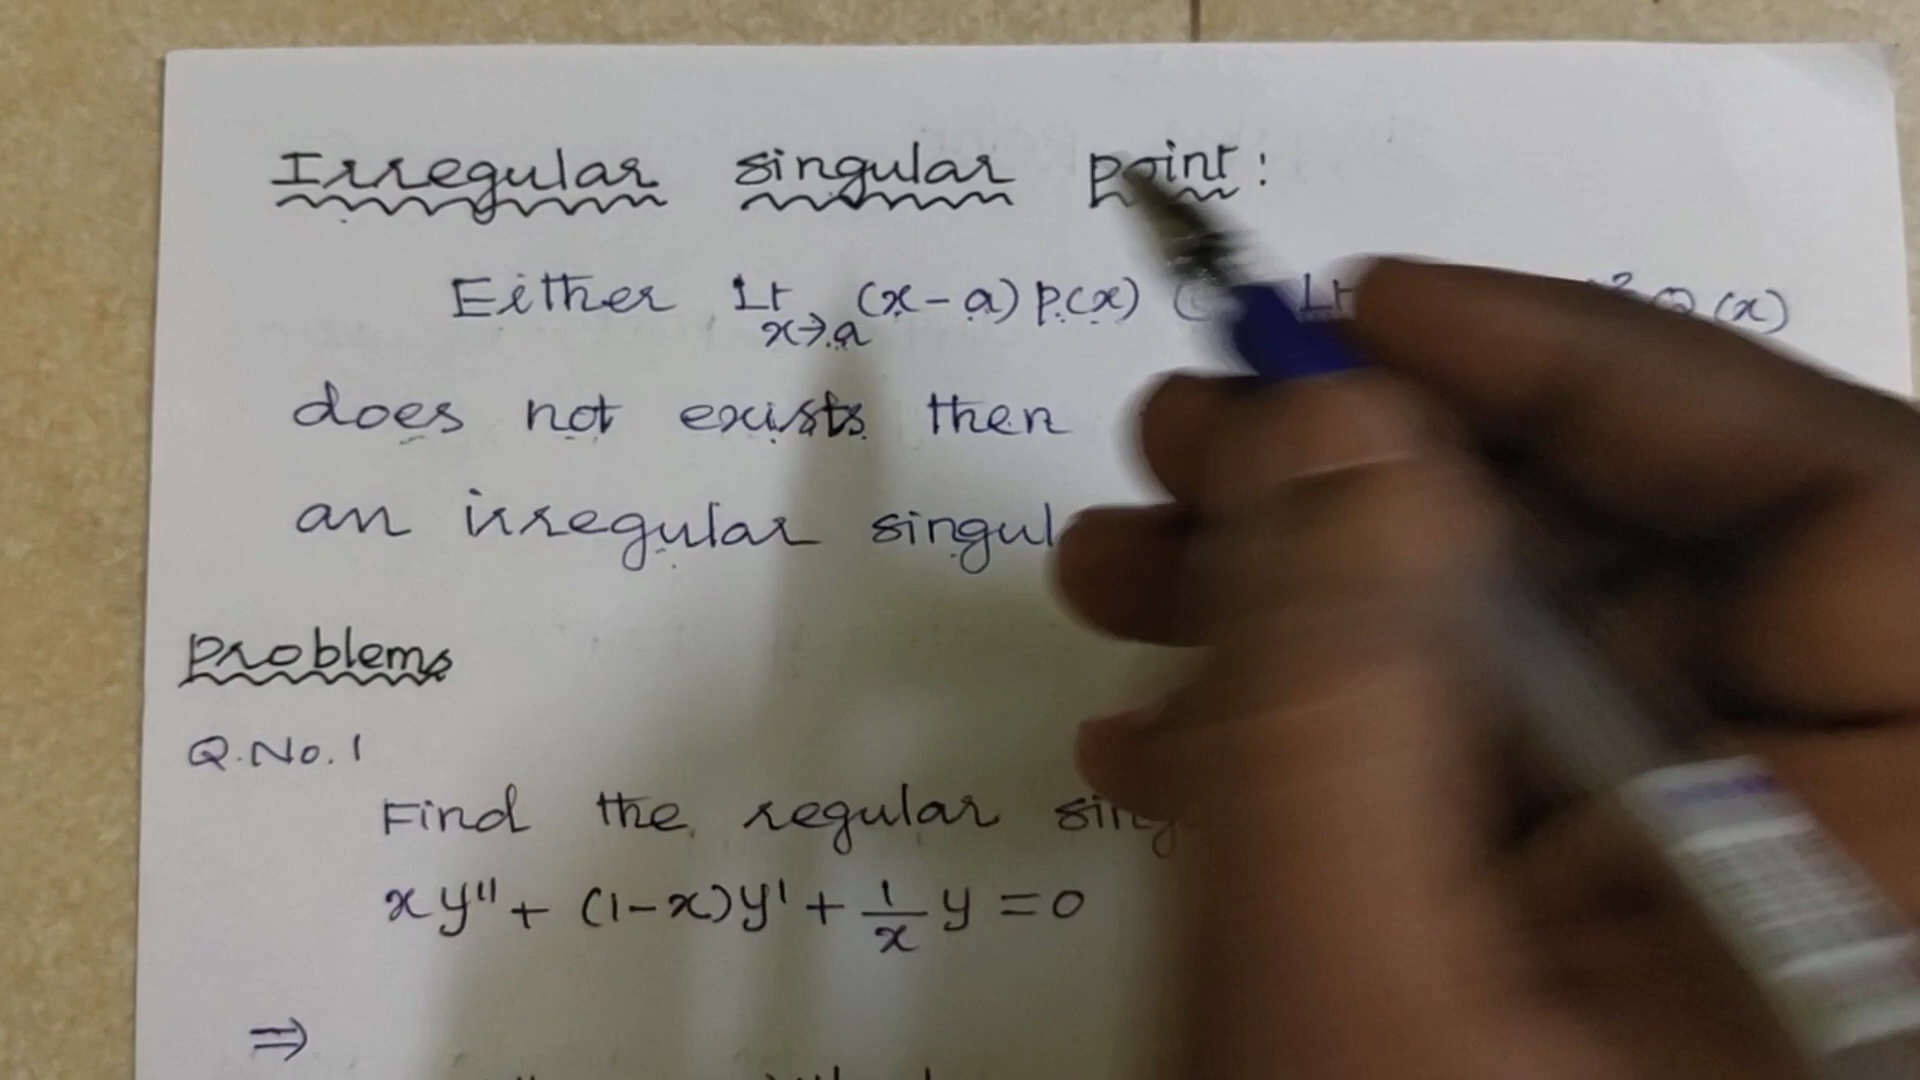 Irregular singular point:
Either Lt x→a (x-a) P(x) Lt Q(x)
does not exists then
an irregular
Problems
Q.No.1
Find the regular
xy" + (1-x)y' + 1/x y = 0
⇒